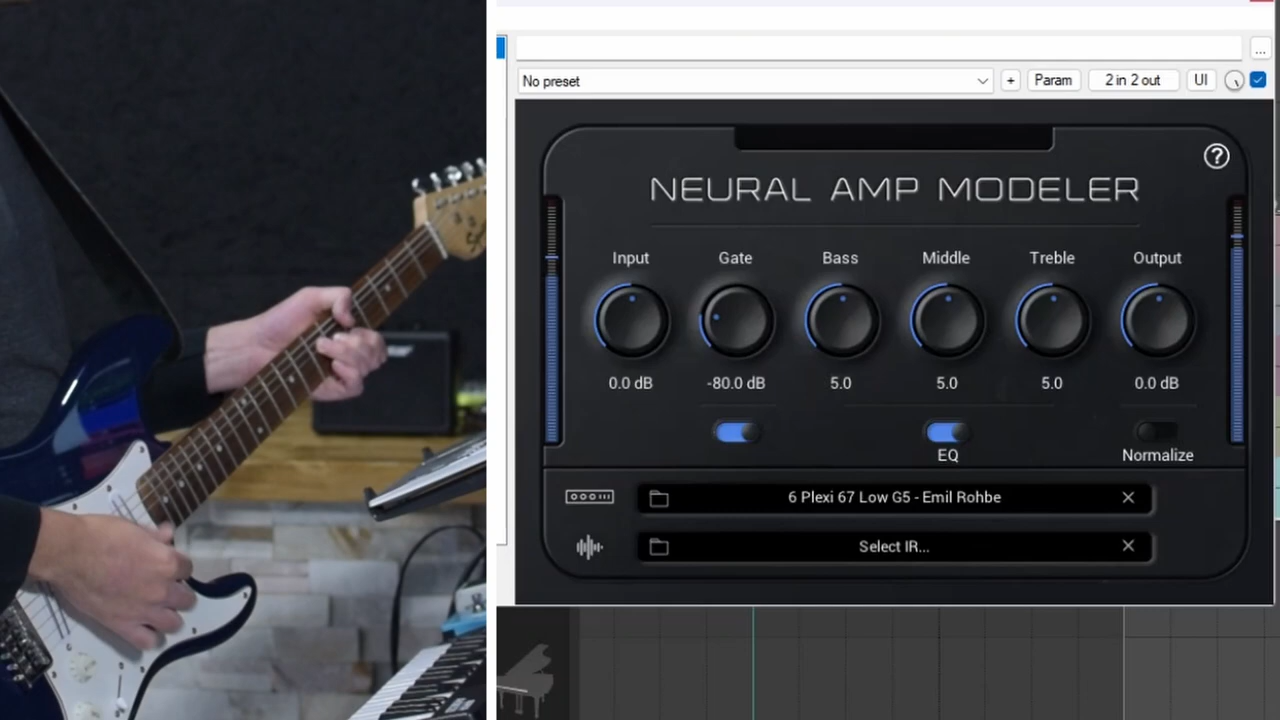 ...
No preset
+
Param
2 in 2 out
UI
?
NEURAL AMP MODELER
Input
Gate
Bass
Middle
Treble
Output
0.0 dB
-80.0 dB
5.0
5.0
5.0
0.0 dB
EQ
Normalize
6 Plexi 67 Low G5 - Emil Rohbe
Select IR...